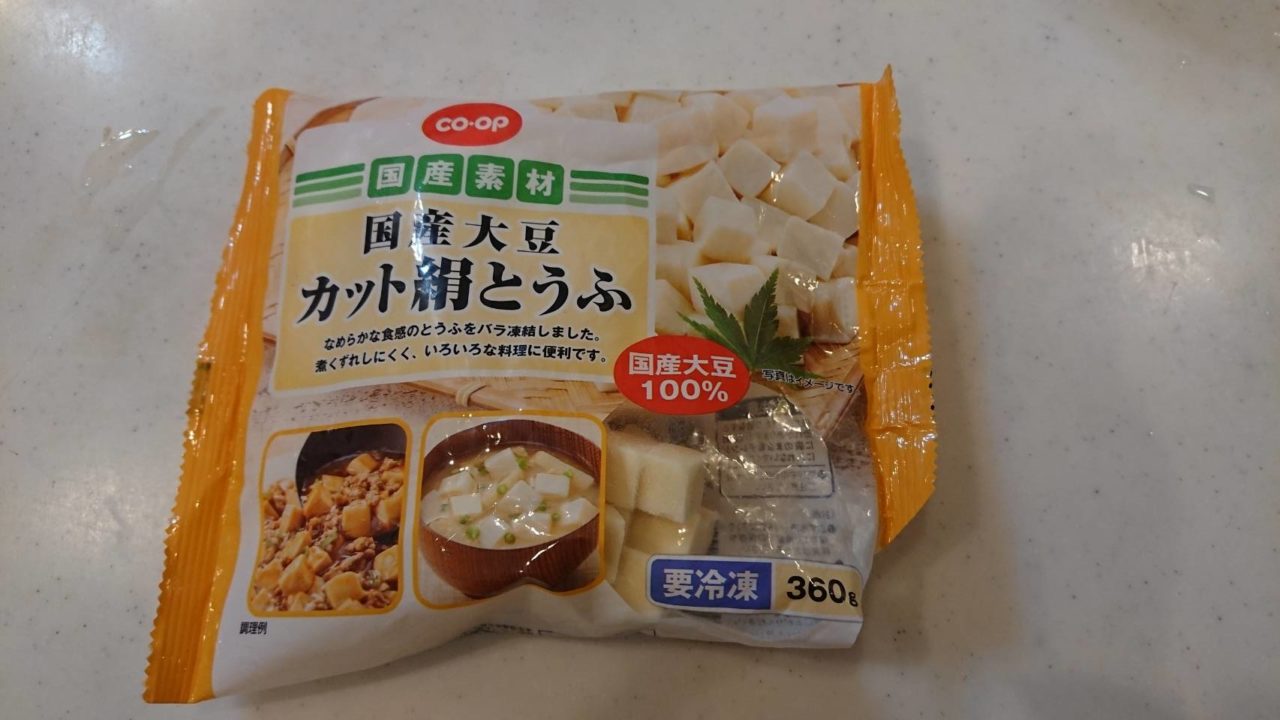 CO·OP
国産素材
国産大豆
カット絹とうふ
なめらかな食感のとうふをバラ凍結しました。
煮くずれしにくく、いろいろな料理に便利です。
国産大豆
100%
写真はイメージです
要冷凍 360g
調理例